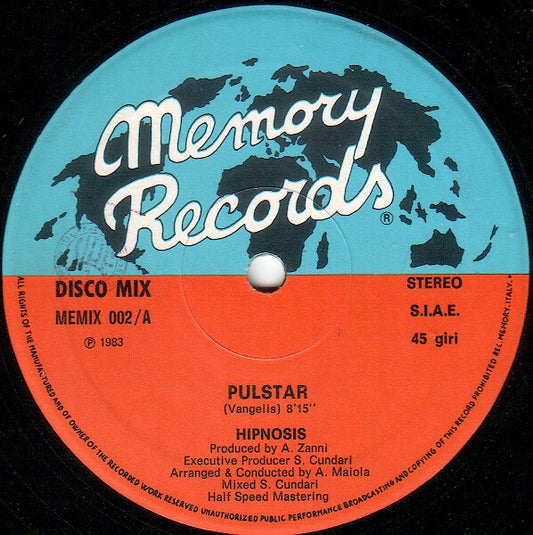 Memory
Records
®
DISCO MIX
MEMIX 002/A
℗ 1983
STEREO
S.I.A.E.
45 giri
PULSTAR
(Vangelis) 8'15''
HIPNOSIS
Produced by A. Zanni
Executive Producer S. Cundari
Arranged & Conducted by A. Maiola
Mixed S. Cundari
Half Speed Mastering
ALL RIGHTS OF THE MANUFACTURED AND OF OWNER OF THE RECORDED WORK RESERVED UNAUTHORIZED PUBLIC PERFORMANCE BROADCASTING AND COPYING OF THIS RECORD PROHIBITED REC. MEMORY. ITALY.